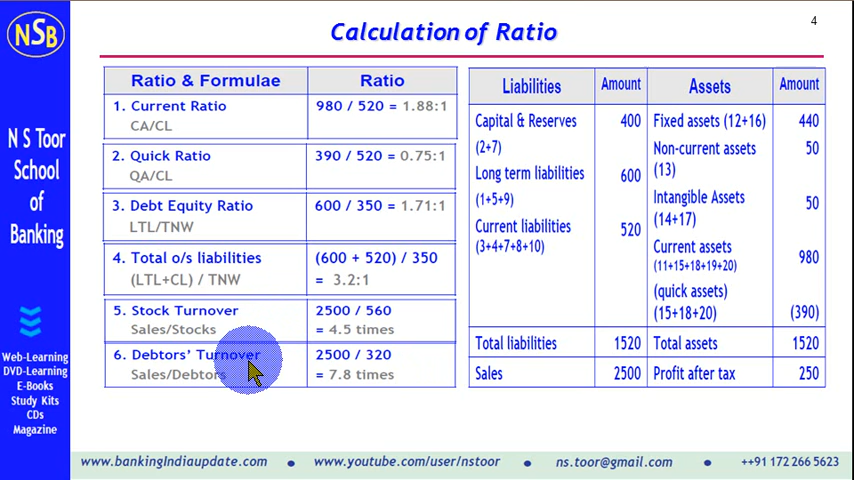 4
NSB
Calculation of Ratio
N S Toor
School
of
Banking
Web-Learning
DVD-Learning
E-Books
Study Kits
CDs
Magazine
Ratio & Formulae Ratio
1. Current Ratio 980 / 520 = 1.88:1
CA/CL
2. Quick Ratio 390 / 520 = 0.75:1
QA/CL
3. Debt Equity Ratio 600 / 350 = 1.71:1
LTL/TNW
4. Total o/s liabilities (600 + 520) / 350
(LTL+CL) / TNW = 3.2:1
5. Stock Turnover 2500 / 560
Sales/Stocks = 4.5 times
6. Debtors' Turnover 2500 / 320
Sales/Debtors = 7.8 times
Liabilities Amount Assets Amount
Capital & Reserves 400 Fixed assets (12+16) 440
(2+7) Non-current assets 50
Long term liabilities 600 (13)
(1+5+9) Intangible Assets 50
Current liabilities 520 (14+17)
(3+4+7+8+10) Current assets 980
(11+15+18+19+20)
(quick assets)
(15+18+20) (390)
Total liabilities 1520 Total assets 1520
Sales 2500 Profit after tax 250
www.bankingIndiaupdate.com • www.youtube.com/user/nstoor • ns.toor@gmail.com • ++91 172 266 5623